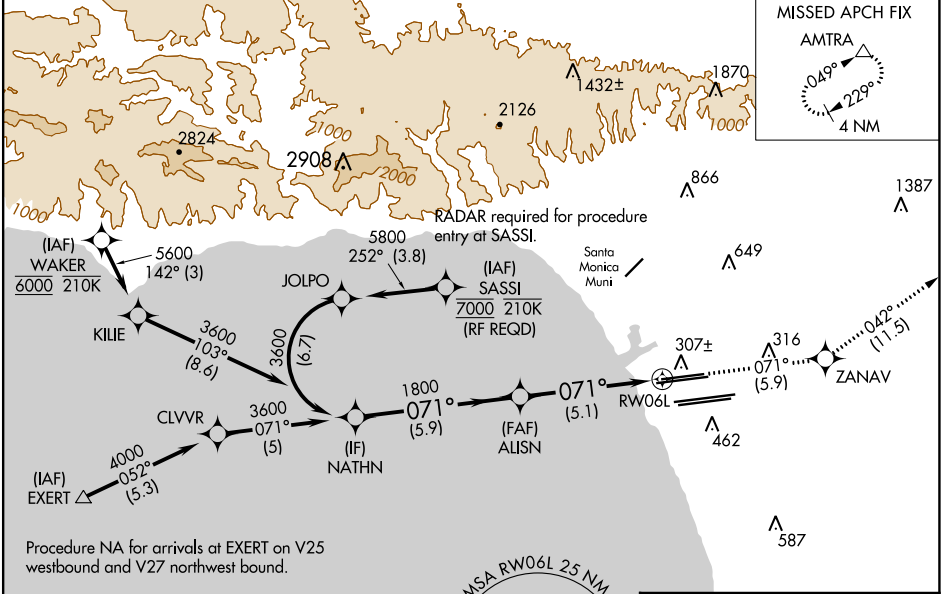 MISSED APCH FIX
AMTRA
049°
229°
4 NM
1432±
1870
2126
1000
1000
2824
2908
2000
1000
866
1387
RADAR required for procedure
entry at SASSI.
(IAF)
WAKER
6000 210K
5600
142° (3)
5800
252° (3.8)
(IAF)
SASSI
7000 210K
(RF REQD)
Santa
Monica
Muni
649
JOLPO
KILIE
3600
103°
(8.6)
3600
(6.7)
042°
(11.5)
307±
316
071°
(5.9)
ZANAV
RW06L
CLVVR
3600
071°
(5)
1800
071°
(5.9)
071°
(5.1)
(IF)
NATHN
(FAF)
ALISN
462
4000
052°
(5.3)
(IAF)
EXERT
587
Procedure NA for arrivals at EXERT on V25
westbound and V27 northwest bound.
MSA RW06L 25 NM